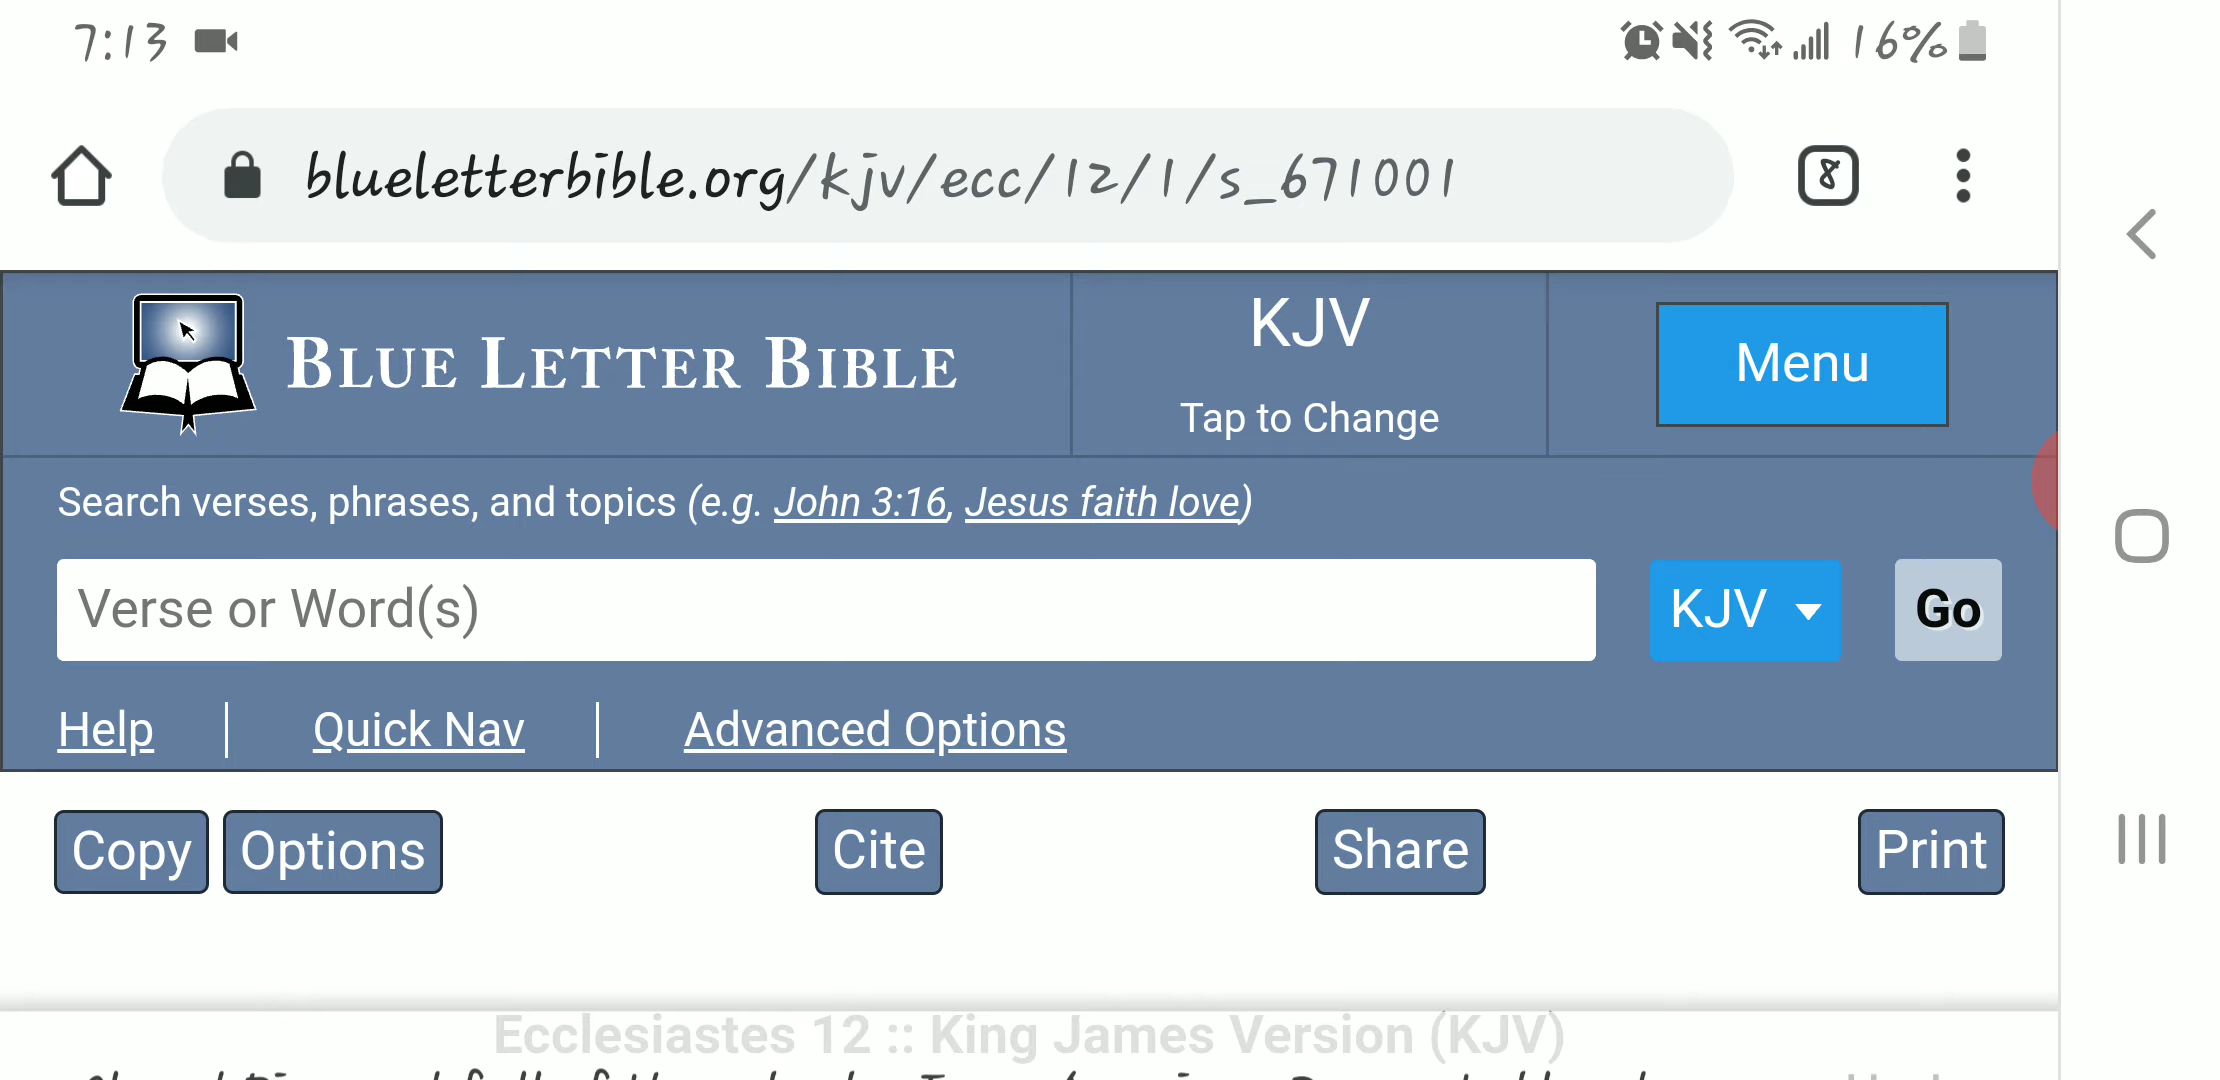 7:13 16%
blueletterbible.org/kjv/ecc/12/1/s_671001 8
BLUE LETTER BIBLE
KJV
Tap to Change
Menu
Search verses, phrases, and topics (e.g. John 3:16, Jesus faith love)
Verse or Word(s) KJV Go
Help Quick Nav Advanced Options
Copy Options Cite Share Print
Ecclesiastes 12 :: King James Version (KJV)